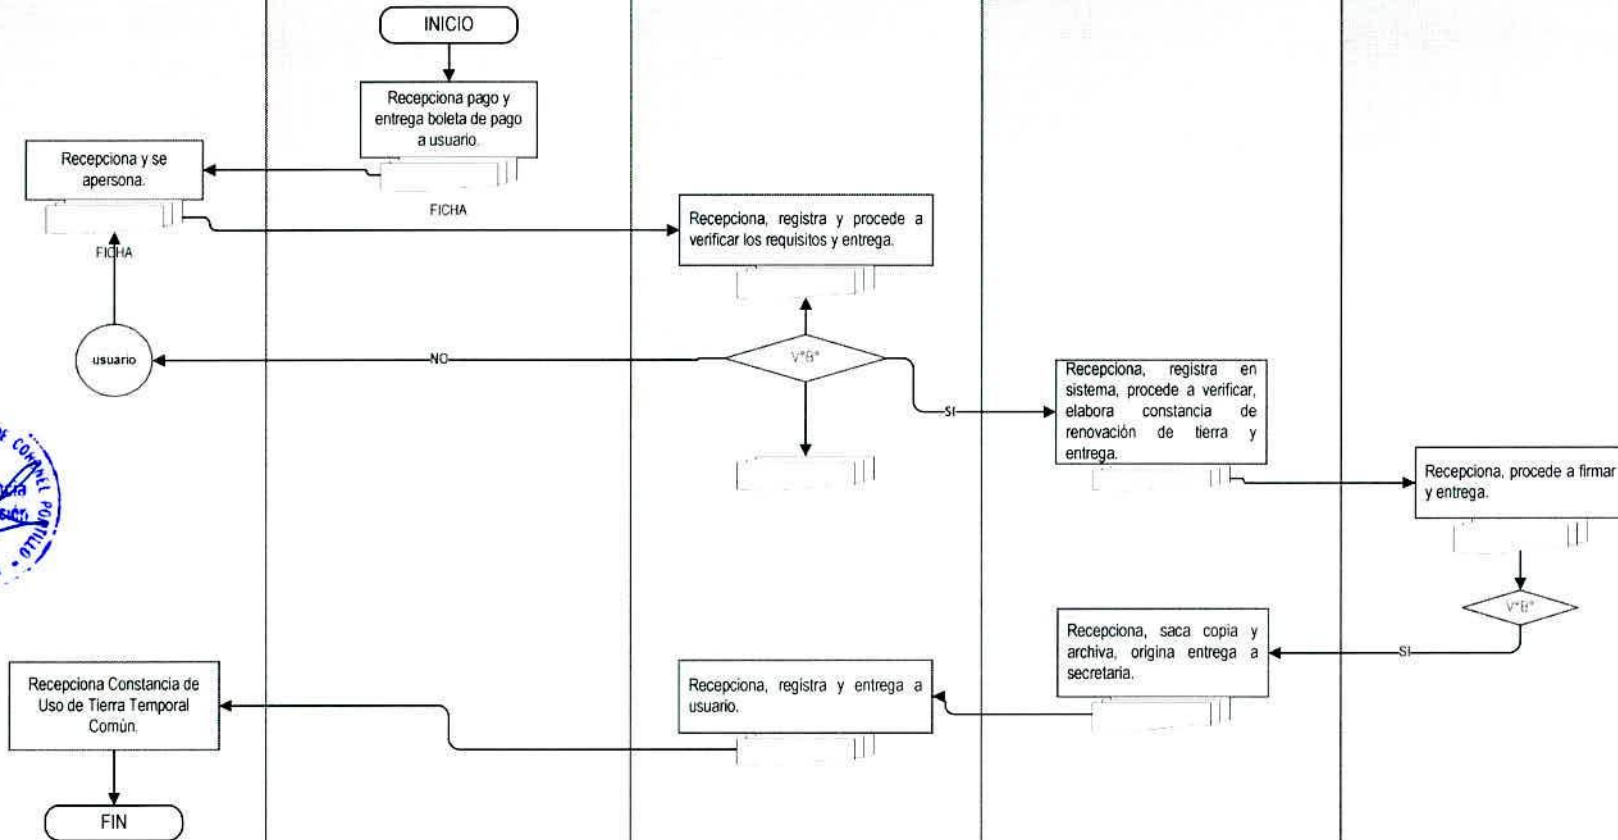 INICIO
Recepciona pago y
entrega boleta de pago
a usuario.
FICHA
Recepciona y se
apersona.
FICHA
usuario
Recepciona, registra y procede a
verificar los requisitos y entrega.
V°B°
NO
SI
Recepciona, registra en
sistema, procede a verificar,
elabora constancia de
renovación de tierra y
entrega.
Recepciona, procede a firmar
y entrega.
V°B°
SI
Recepciona, saca copia y
archiva, origina entrega a
secretaria.
Recepciona, registra y entrega a
usuario.
Recepciona Constancia de
Uso de Tierra Temporal
Común.
FIN
PORTILLO